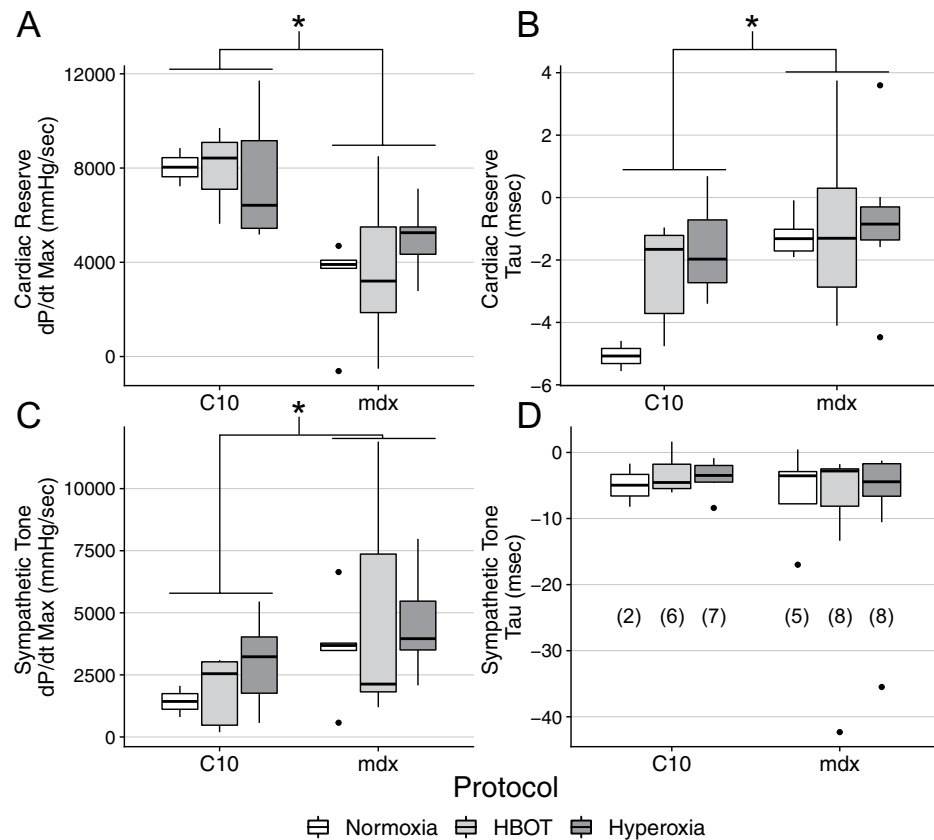 A
*
Cardiac Reserve
dP/dt Max (mmHg/sec)
12000
8000
4000
0
C10 mdx
B
*
Cardiac Reserve
Tau (msec)
4
2
0
−2
−4
−6
C10 mdx
C
*
Sympathetic Tone
dP/dt Max (mmHg/sec)
10000
7500
5000
2500
0
C10 mdx
D
Sympathetic Tone
Tau (msec)
0
−10
−20
−30
−40
(2) (6) (7) (5) (8) (8)
C10 mdx
Protocol
Normoxia HBOT Hyperoxia